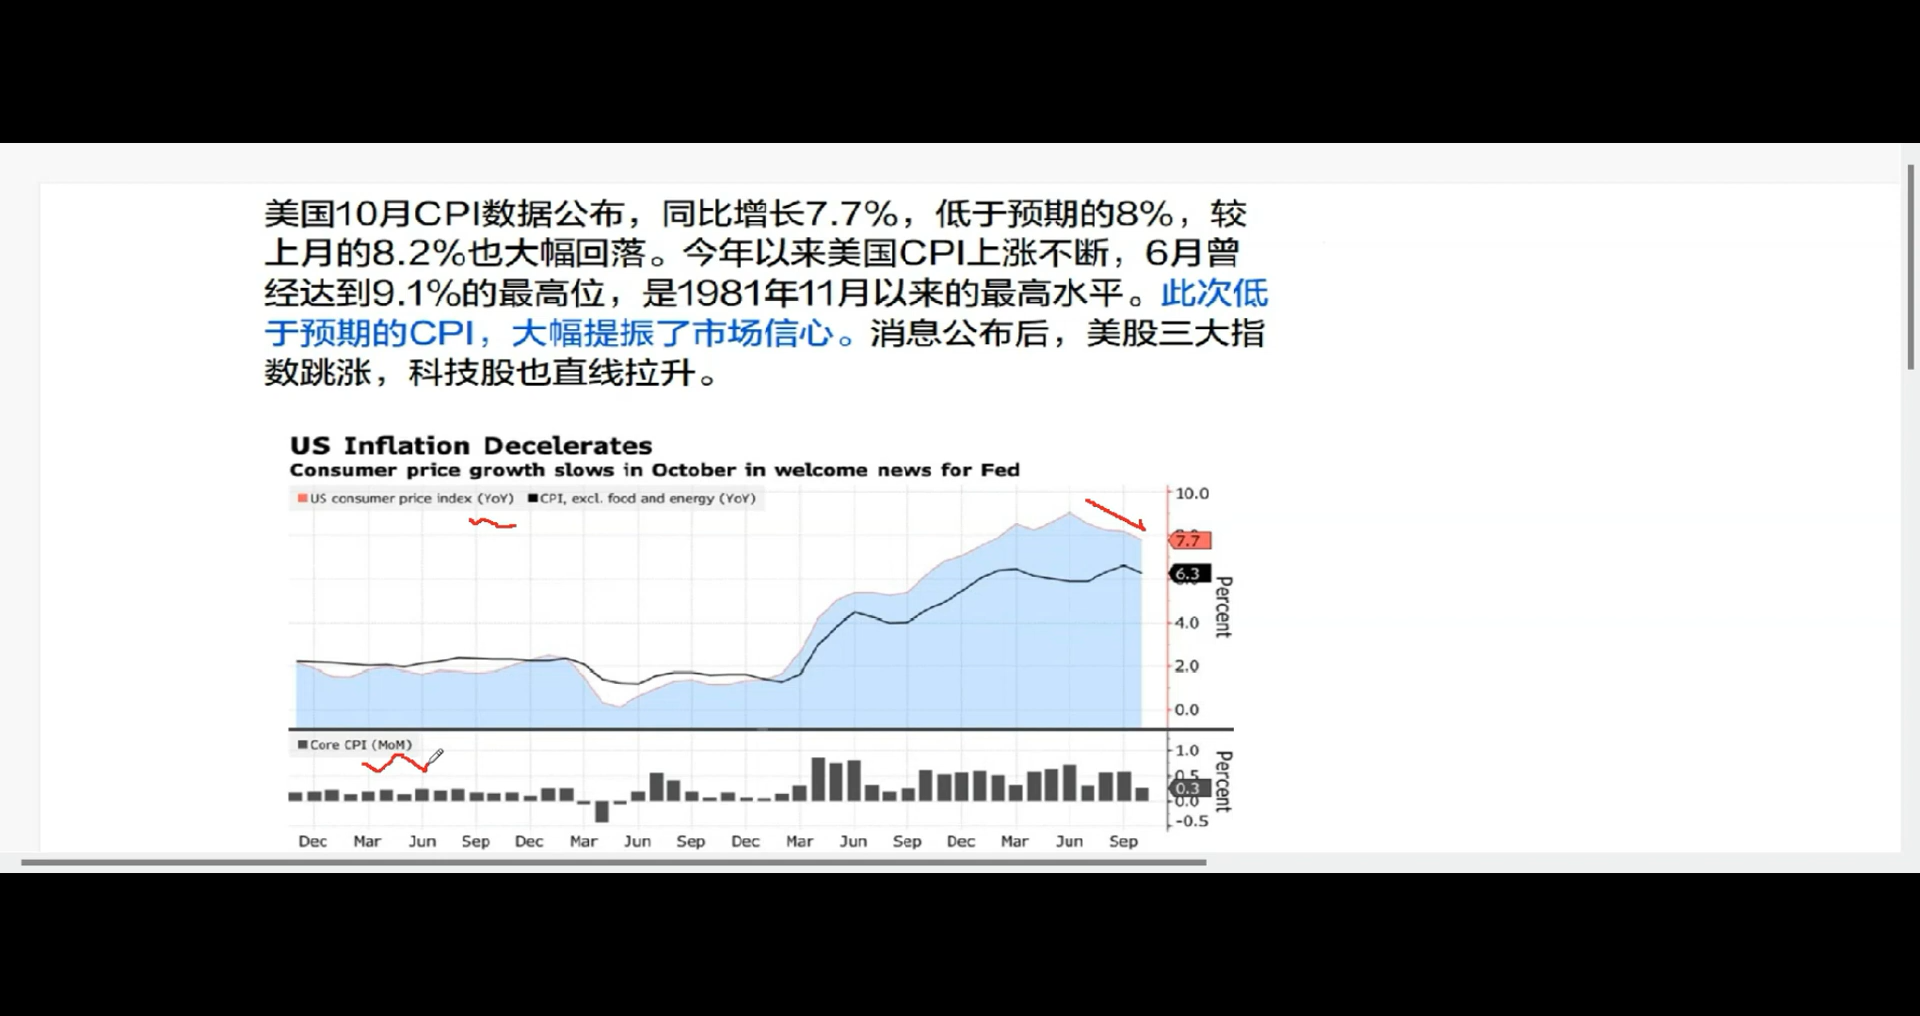 美国10月CPI数据公布，同比增长7.7%，低于预期的8%，较
上月的8.2%也大幅回落。今年以来美国CPI上涨不断，6月曾
经达到9.1%的最高位，是1981年11月以来的最高水平。此次低
于预期的CPI，大幅提振了市场信心。消息公布后，美股三大指
数跳涨，科技股也直线拉升。
US Inflation Decelerates
Consumer price growth slows in October in welcome news for Fed
US consumer price index (YoY) CPI, excl. food and energy (YoY)
10.0
7.7
6.3
4.0
2.0
0.0
Percent
Core CPI (MoM)
1.0
0.5
0.3
0.0
-0.5
Percent
Dec Mar Jun Sep Dec Mar Jun Sep Dec Mar Jun Sep Dec Mar Jun Sep